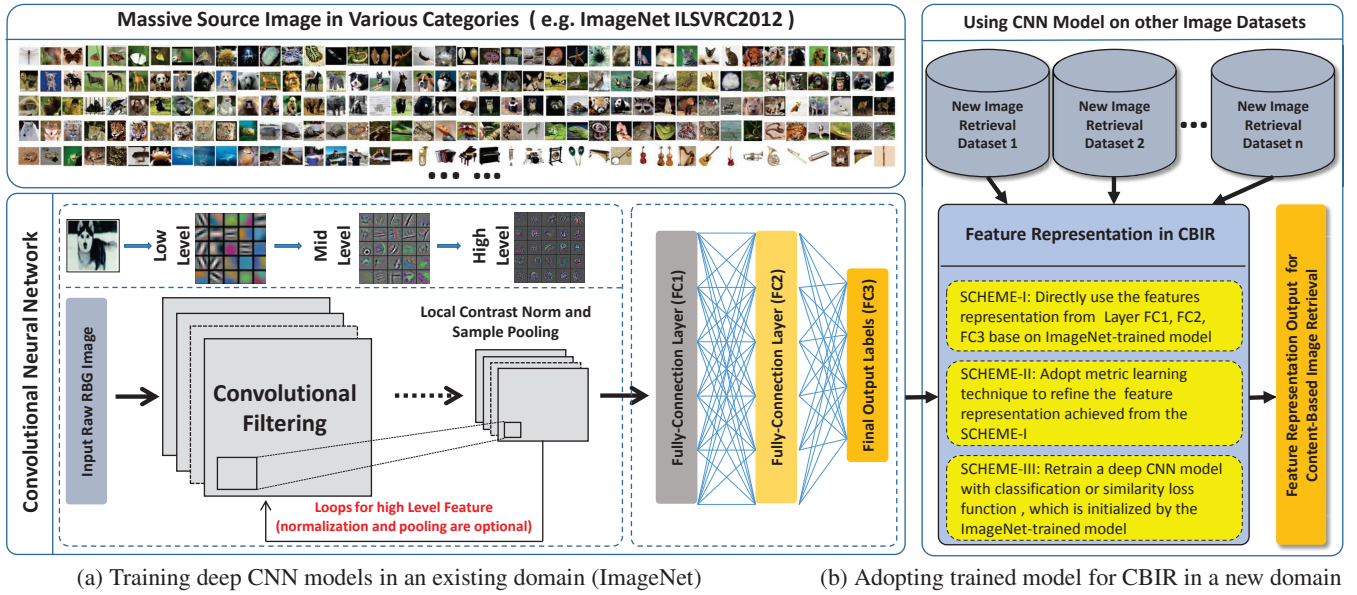 Massive Source Image in Various Categories ( e.g. ImageNet ILSVRC2012 )
... ...
Convolutional Neural Network
Low
Level
Mid
Level
High
Level
Input Raw RBG Image
Convolutional
Filtering
Local Contrast Norm and
Sample Pooling
Loops for high Level Feature
(normalization and pooling are optional)
Fully-Connection Layer (FC1)
Fully-Connection Layer (FC2)
Final Output Labels (FC3)
(a) Training deep CNN models in an existing domain (ImageNet)
Using CNN Model on other Image Datasets
New Image
Retrieval
Dataset 1
New Image
Retrieval
Dataset 2
...
New Image
Retrieval
Dataset n
Feature Representation in CBIR
SCHEME-I: Directly use the features
representation from Layer FC1, FC2,
FC3 base on ImageNet-trained model
SCHEME-II: Adopt metric learning
technique to refine the feature
representation achieved from the
SCHEME-I
SCHEME-III: Retrain a deep CNN model
with classification or similarity loss
function , which is initialized by the
ImageNet-trained model
Feature Representation Output for
Content-Based Image Retrieval
(b) Adopting trained model for CBIR in a new domain